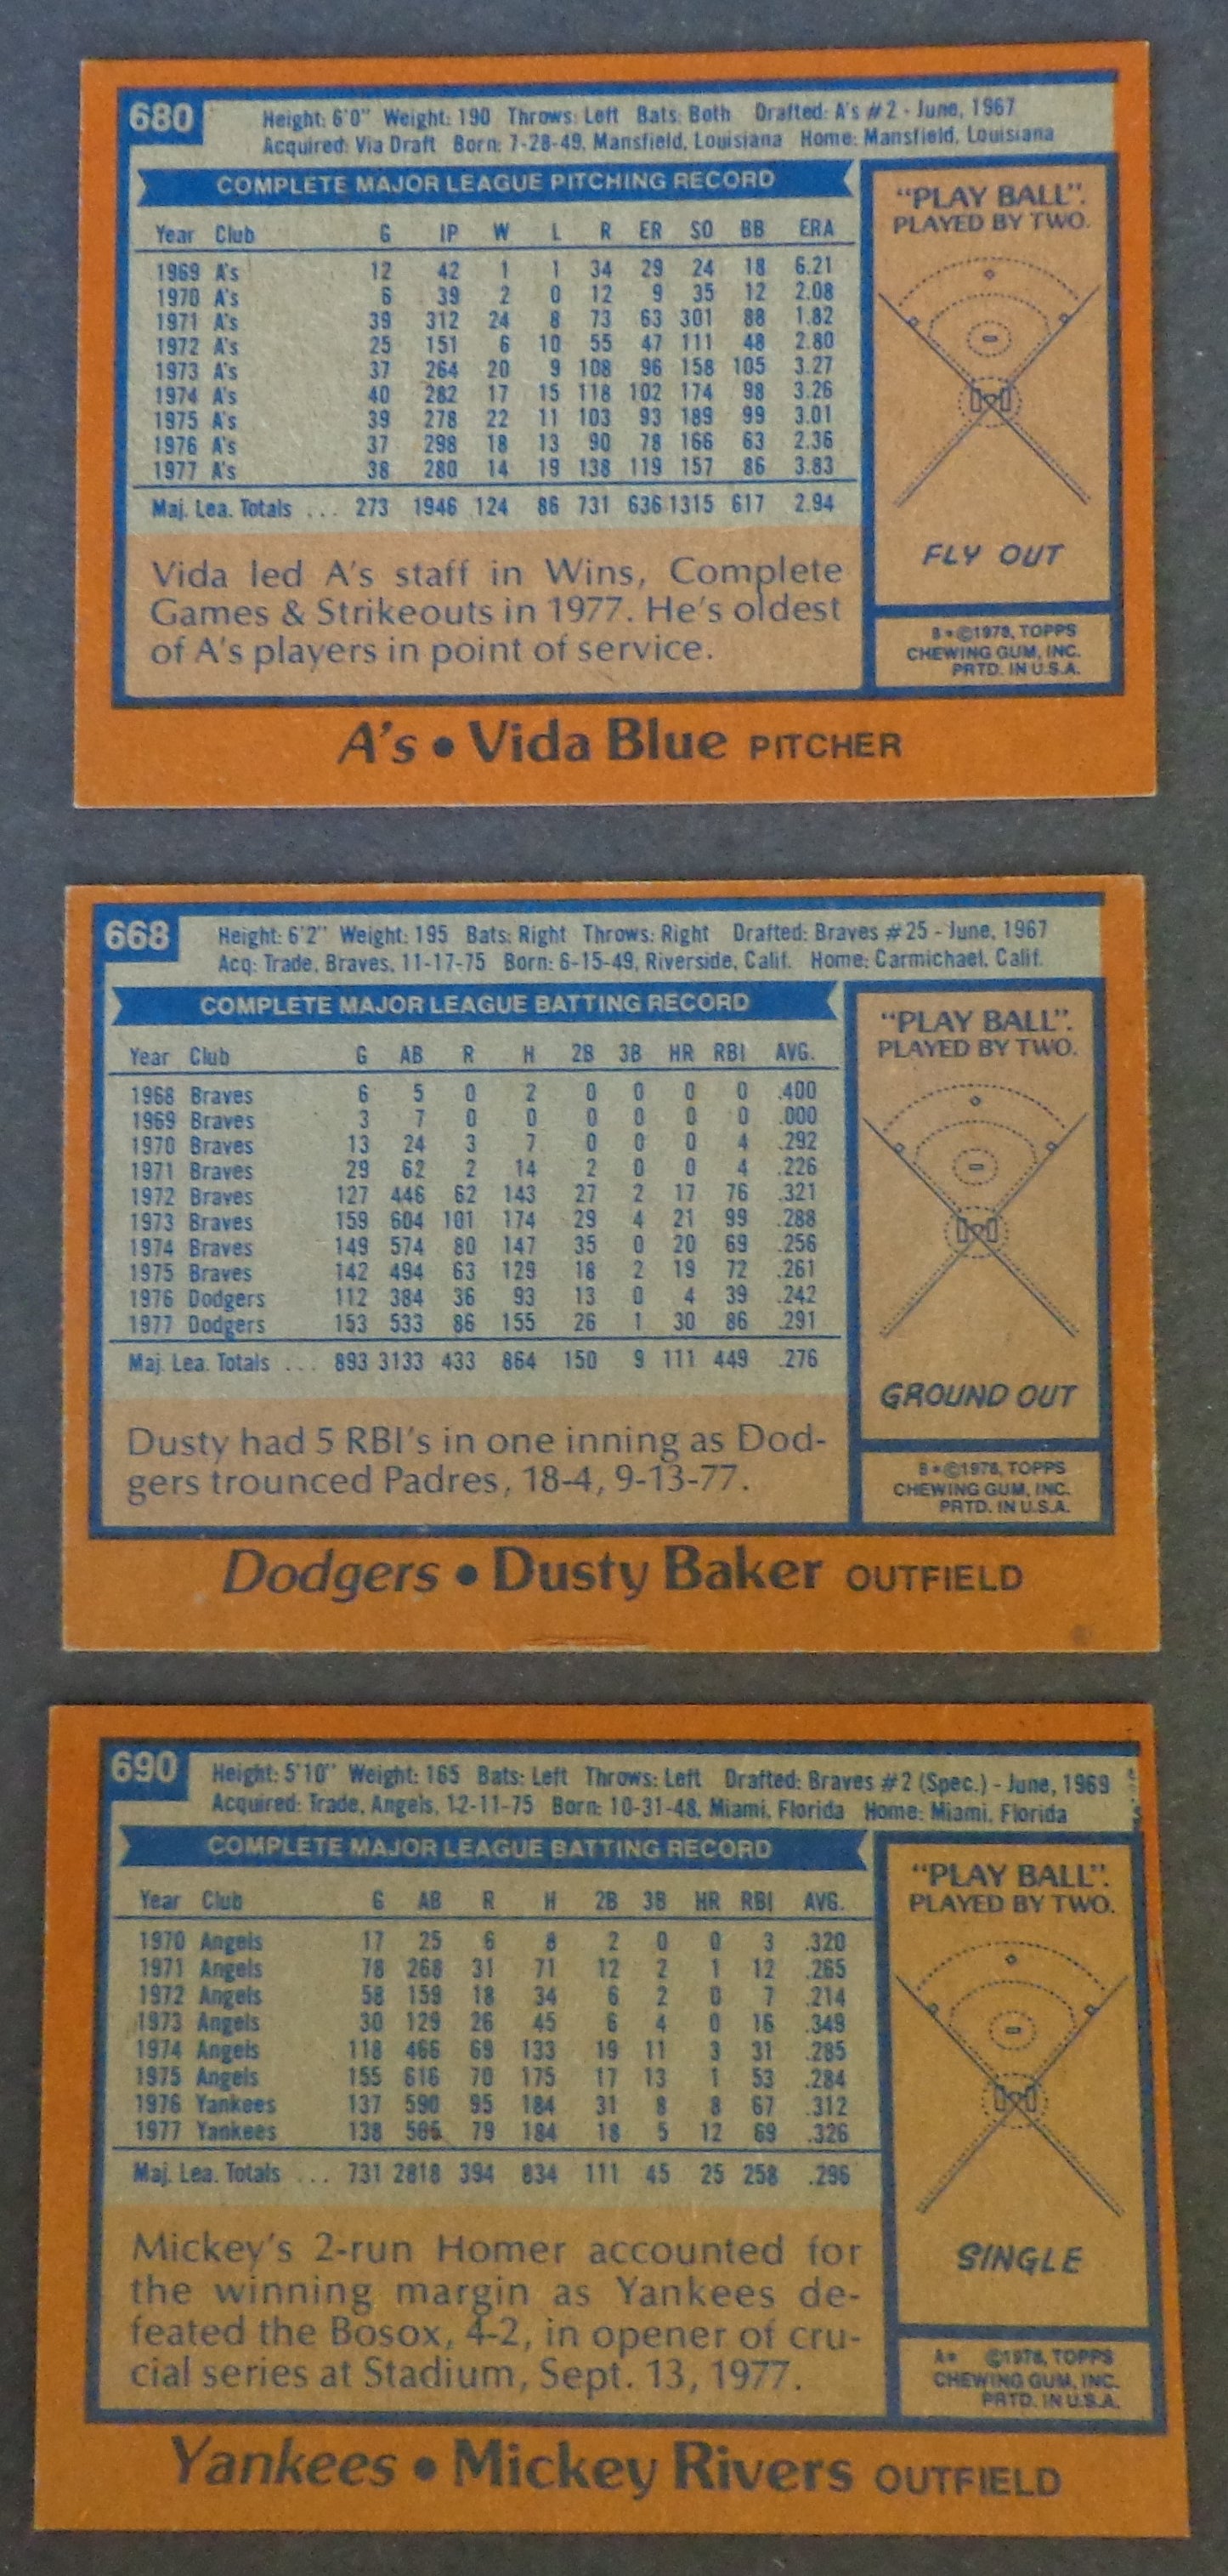 680
Height: 6'0" Weight: 190 Throws: Left Bats: Both Drafted: A's #2 - June, 1967
Acquired: Via Draft Born: 7-28-49, Mansfield, Louisiana Home: Mansfield, Louisiana
COMPLETE MAJOR LEAGUE PITCHING RECORD
Year Club G IP W L R ER SO BB ERA
1969 A's 12 42 1 1 34 29 24 18 6.21
1970 A's 6 39 2 0 12 9 35 12 2.08
1971 A's 39 312 24 8 73 63 301 88 1.82
1972 A's 25 151 6 10 55 47 111 48 2.80
1973 A's 37 264 20 9 108 96 158 105 3.27
1974 A's 40 282 17 15 118 102 174 98 3.26
1975 A's 39 278 22 11 103 93 189 99 3.01
1976 A's 37 298 18 13 90 78 166 63 2.36
1977 A's 38 280 14 19 138 119 157 86 3.83
Maj. Lea. Totals ... 273 1946 124 86 731 636 1315 617 2.94
Vida led A's staff in Wins, Complete
Games & Strikeouts in 1977. He's oldest
of A's players in point of service.
"PLAY BALL".
PLAYED BY TWO.
FLY OUT
B*©1978, TOPPS
CHEWING GUM, INC.
PRTD. IN U.S.A.
A's • Vida Blue PITCHER
668
Height: 6'2" Weight: 195 Bats: Right Throws: Right Drafted: Braves #25 - June, 1967
Acq: Trade, Braves, 11-17-75 Born: 6-15-49, Riverside, Calif. Home: Carmichael, Calif.
COMPLETE MAJOR LEAGUE BATTING RECORD
Year Club G AB R H 2B 3B HR RBI AVG.
1968 Braves 6 5 0 2 0 0 0 0 .400
1969 Braves 3 7 0 0 0 0 0 0 .000
1970 Braves 13 24 3 7 0 0 0 4 .292
1971 Braves 29 62 2 14 2 0 0 4 .226
1972 Braves 127 446 62 143 27 2 17 76 .321
1973 Braves 159 604 101 174 29 4 21 99 .288
1974 Braves 149 574 80 147 35 0 20 69 .256
1975 Braves 142 494 63 129 18 2 19 72 .261
1976 Dodgers 112 384 36 93 13 0 4 39 .242
1977 Dodgers 153 533 86 155 26 1 30 86 .291
Maj. Lea. Totals ... 893 3133 433 864 150 9 111 449 .276
Dusty had 5 RBI's in one inning as Dod-
gers trounced Padres, 18-4, 9-13-77.
"PLAY BALL".
PLAYED BY TWO.
GROUND OUT
B*©1978, TOPPS
CHEWING GUM, INC.
PRTD. IN U.S.A.
Dodgers • Dusty Baker OUTFIELD
690
Height: 5'10" Weight: 165 Bats: Left Throws: Left Drafted: Braves #2 (Spec.) - June, 1969
Acquired: Trade, Angels, 12-11-75 Born: 10-31-48, Miami, Florida Home: Miami, Florida
COMPLETE MAJOR LEAGUE BATTING RECORD
Year Club G AB R H 2B 3B HR RBI AVG.
1970 Angels 17 25 6 8 2 0 0 3 .320
1971 Angels 78 268 31 71 12 2 1 12 .265
1972 Angels 58 159 18 34 6 2 0 7 .214
1973 Angels 30 129 26 45 6 4 0 16 .349
1974 Angels 118 466 69 133 19 11 3 31 .285
1975 Angels 155 616 70 175 17 13 1 53 .284
1976 Yankees 137 590 95 184 31 8 8 67 .312
1977 Yankees 138 565 79 184 18 5 12 69 .326
Maj. Lea. Totals ... 731 2818 394 834 111 45 25 258 .296
Mickey's 2-run Homer accounted for
the winning margin as Yankees de-
feated the Bosox, 4-2, in opener of cru-
cial series at Stadium, Sept. 13, 1977.
"PLAY BALL".
PLAYED BY TWO.
SINGLE
A* ©1978, TOPPS
CHEWING GUM, INC.
PRTD. IN U.S.A.
Yankees • Mickey Rivers OUTFIELD